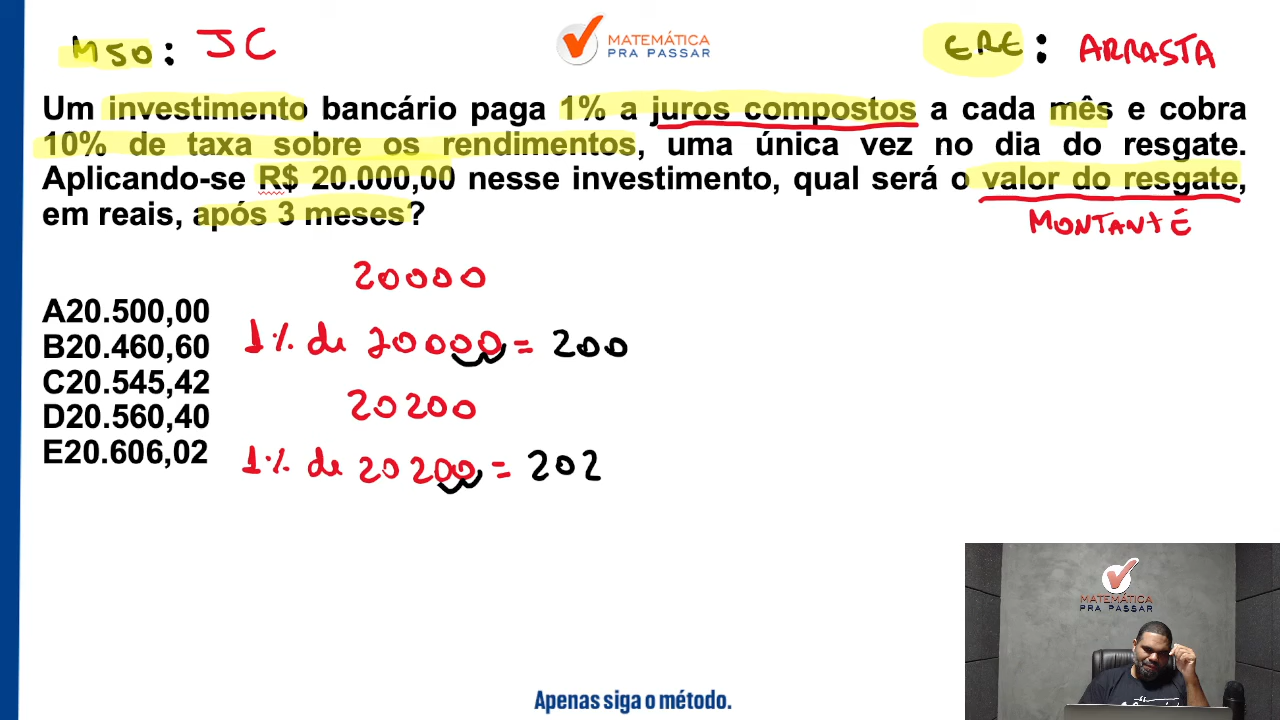 MSO: JC
MATEMÁTICA
PRA PASSAR
ERE: ARRASTA
Um investimento bancário paga 1% a juros compostos a cada mês e cobra
10% de taxa sobre os rendimentos, uma única vez no dia do resgate.
Aplicando-se R$ 20.000,00 nesse investimento, qual será o valor do resgate,
em reais, após 3 meses?
MONTANTE
20000
A20.500,00
1% de 20000 = 200
B20.460,60
C20.545,42
20200
D20.560,40
E20.606,02
1% de 20200 = 202
MATEMÁTICA
PRA PASSAR
Apenas siga o método.